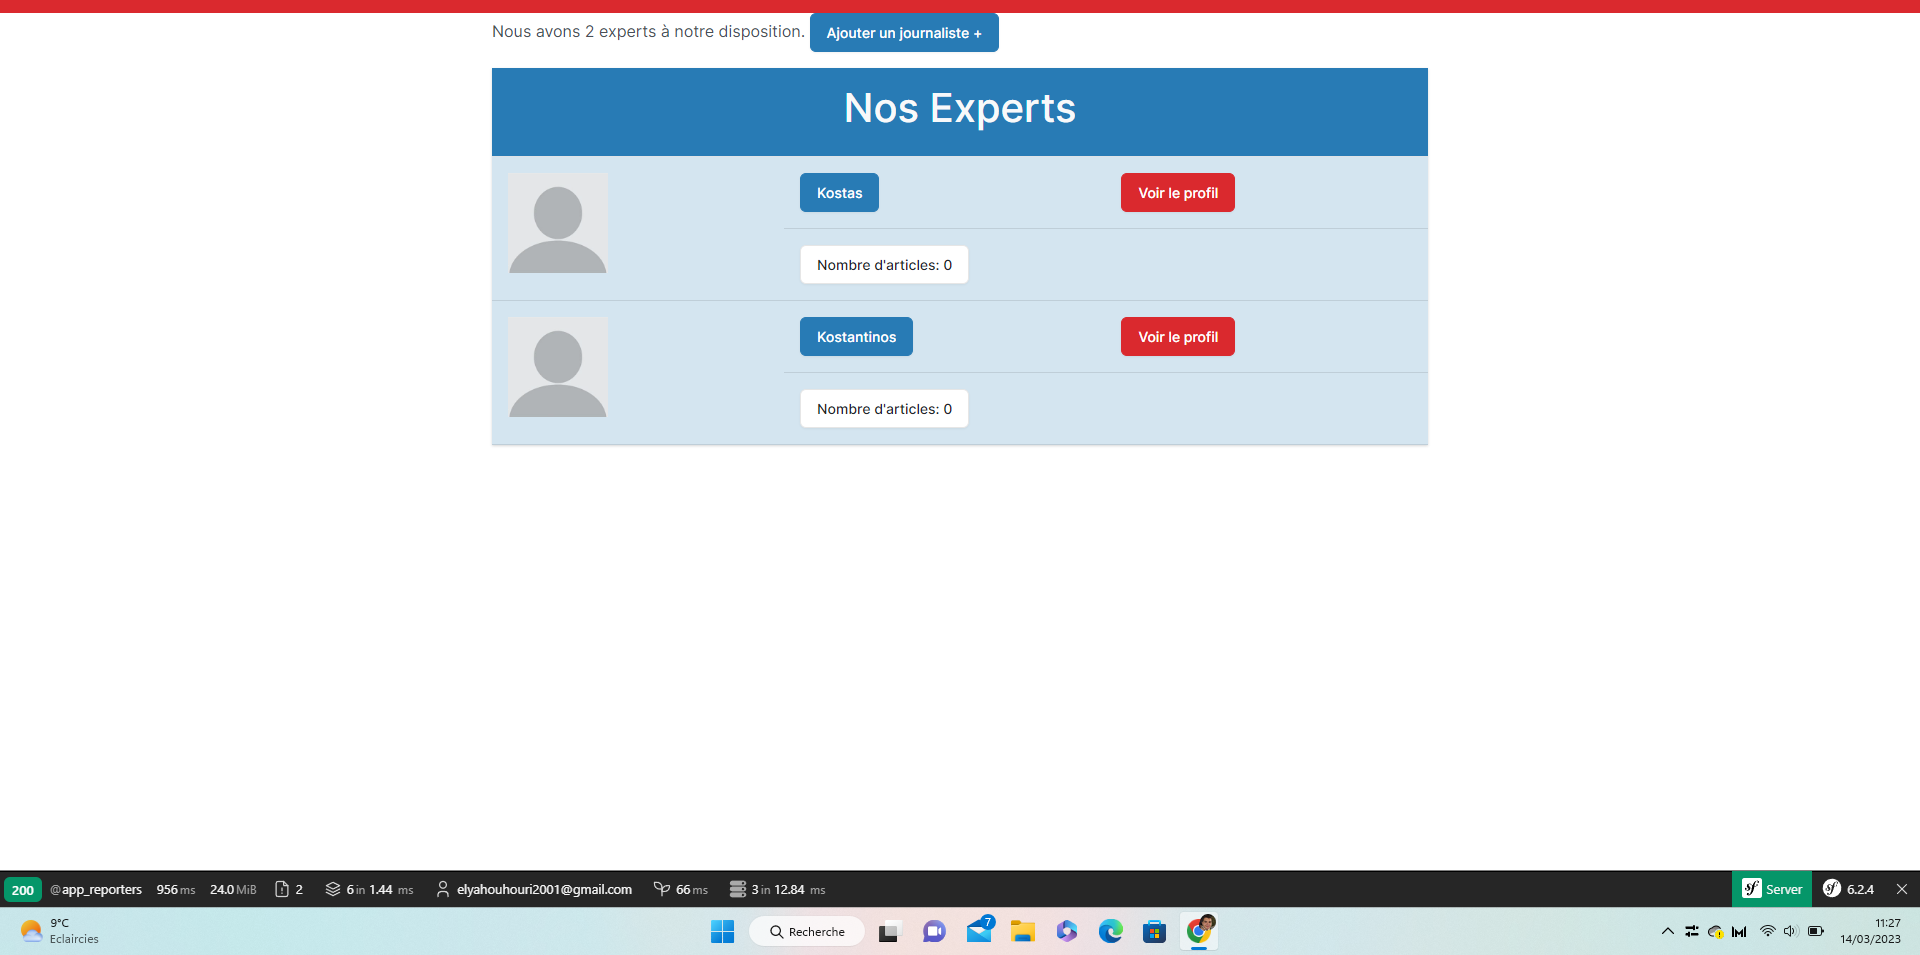 Nous avons 2 experts à notre disposition. Ajouter un journaliste +
Nos Experts
Kostas Voir le profil
Nombre d'articles: 0
Kostantinos Voir le profil
Nombre d'articles: 0
200 @app_reporters 956 ms 24.0 MiB 2 6 in 1.44 ms elyahouhouri2001@gmail.com 66 ms 3 in 12.84 ms sf Server sf 6.2.4
9°C
Eclaircies
Recherche
7
11:27
14/03/2023